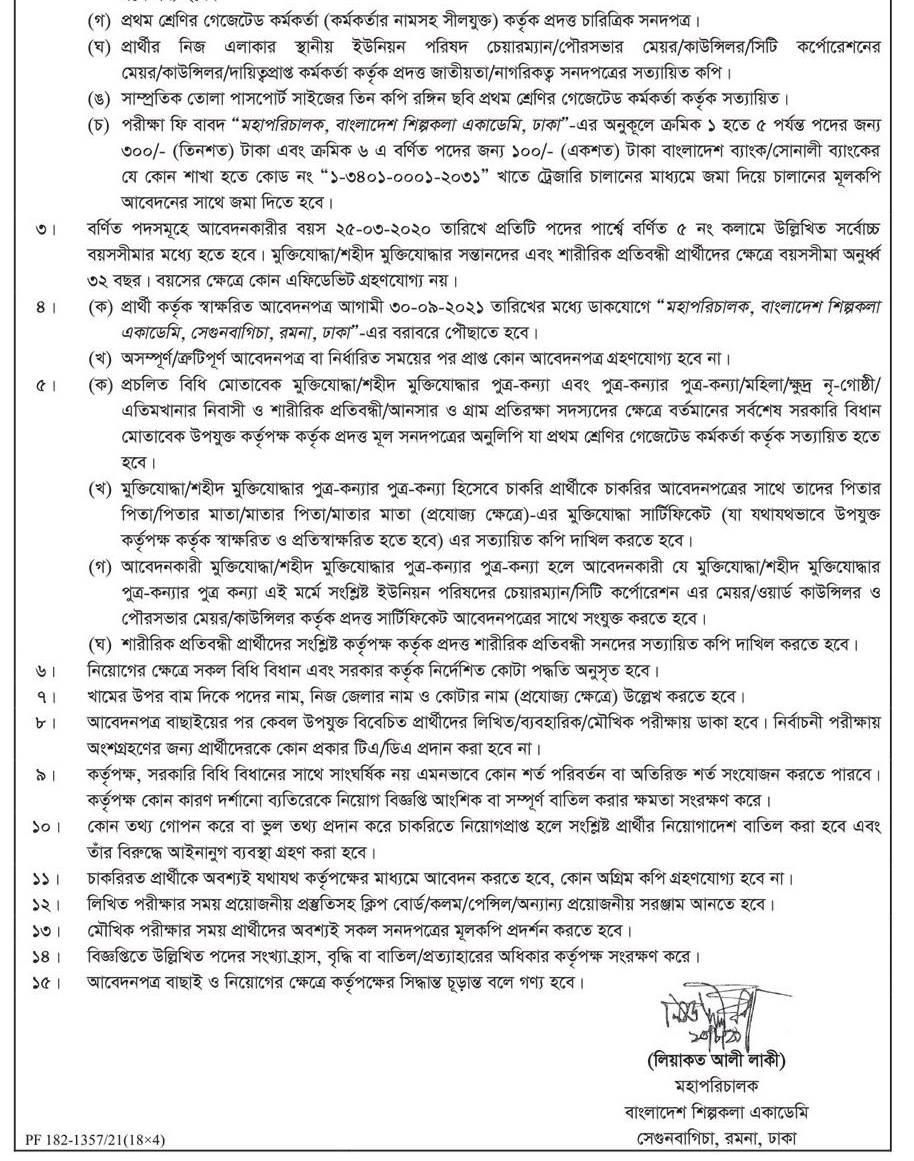 (গ) প্রথম শ্রেণির গেজেটেড কর্মকর্তা (কর্মকর্তার নামসহ সীলযুক্ত) কর্তৃক প্রদত্ত চারিত্রিক সনদপত্র।
(ঘ) প্রার্থীর নিজ এলাকার স্থানীয় ইউনিয়ন পরিষদ চেয়ারম্যান/পৌরসভার মেয়র/কাউন্সিলর/সিটি কর্পোরেশনের
মেয়র/কাউন্সিলর/দায়িত্বপ্রাপ্ত কর্মকর্তা কর্তৃক প্রদত্ত জাতীয়তা/নাগরিকত্ব সনদপত্রের সত্যায়িত কপি।
(ঙ) সাম্প্রতিক তোলা পাসপোর্ট সাইজের তিন কপি রঙ্গিন ছবি প্রথম শ্রেণির গেজেটেড কর্মকর্তা কর্তৃক সত্যায়িত।
(চ) পরীক্ষা ফি বাবদ “মহাপরিচালক, বাংলাদেশ শিল্পকলা একাডেমি, ঢাকা”-এর অনুকূলে ক্রমিক ১ হতে ৫ পর্যন্ত পদের জন্য
৩০০/- (তিনশত) টাকা এবং ক্রমিক ৬ এ বর্ণিত পদের জন্য ১০০/- (একশত) টাকা বাংলাদেশ ব্যাংক/সোনালী ব্যাংকের
যে কোন শাখা হতে কোড নং “১-৩৪০১-০০০১-২০৩১” খাতে ট্রেজারি চালানের মাধ্যমে জমা দিয়ে চালানের মূলকপি
আবেদনের সাথে জমা দিতে হবে।
৩। বর্ণিত পদসমূহে আবেদনকারীর বয়স ২৫-০৩-২০২০ তারিখে প্রতিটি পদের পার্শ্বে বর্ণিত ৫ নং কলামে উল্লিখিত সর্বোচ্চ
বয়সসীমার মধ্যে হতে হবে। মুক্তিযোদ্ধা/শহীদ মুক্তিযোদ্ধার সন্তানদের এবং শারীরিক প্রতিবন্ধী প্রার্থীদের ক্ষেত্রে বয়সসীমা অনুর্ধ্ব
৩২ বছর। বয়সের ক্ষেত্রে কোন এফিডেভিট গ্রহণযোগ্য নয়।
৪। (ক) প্রার্থী কর্তৃক স্বাক্ষরিত আবেদনপত্র আগামী ৩০-০৯-২০২১ তারিখের মধ্যে ডাকযোগে “মহাপরিচালক, বাংলাদেশ শিল্পকলা
একাডেমি, সেগুনবাগিচা, রমনা, ঢাকা”-এর বরাবরে পৌঁছাতে হবে।
(খ) অসম্পূর্ণ/ত্রুটিপূর্ণ আবেদনপত্র বা নির্ধারিত সময়ের পর প্রাপ্ত কোন আবেদনপত্র গ্রহণযোগ্য হবে না।
৫। (ক) প্রচলিত বিধি মোতাবেক মুক্তিযোদ্ধা/শহীদ মুক্তিযোদ্ধার পুত্র-কন্যা এবং পুত্র-কন্যার পুত্র-কন্যা/মহিলা/ক্ষুদ্র নৃ-গোষ্ঠী/
এতিমখানার নিবাসী ও শারীরিক প্রতিবন্ধী/আনসার ও গ্রাম প্রতিরক্ষা সদস্যদের ক্ষেত্রে বর্তমানের সর্বশেষ সরকারি বিধান
মোতাবেক উপযুক্ত কর্তৃপক্ষ কর্তৃক প্রদত্ত মূল সনদপত্রের অনুলিপি যা প্রথম শ্রেণির গেজেটেড কর্মকর্তা কর্তৃক সত্যায়িত হতে
হবে।
(খ) মুক্তিযোদ্ধা/শহীদ মুক্তিযোদ্ধার পুত্র-কন্যার পুত্র-কন্যা হিসেবে চাকরি প্রার্থীকে চাকরির আবেদনপত্রের সাথে তাদের পিতার
পিতা/পিতার মাতা/মাতার পিতা/মাতার মাতা (প্রযোজ্য ক্ষেত্রে)-এর মুক্তিযোদ্ধা সার্টিফিকেট (যা যথাযথভাবে উপযুক্ত
কর্তৃপক্ষ কর্তৃক স্বাক্ষরিত ও প্রতিস্বাক্ষরিত হতে হবে) এর সত্যায়িত কপি দাখিল করতে হবে।
(গ) আবেদনকারী মুক্তিযোদ্ধা/শহীদ মুক্তিযোদ্ধার পুত্র-কন্যার পুত্র-কন্যা হলে আবেদনকারী যে মুক্তিযোদ্ধা/শহীদ মুক্তিযোদ্ধার
পুত্র-কন্যার পুত্র কন্যা এই মর্মে সংশ্লিষ্ট ইউনিয়ন পরিষদের চেয়ারম্যান/সিটি কর্পোরেশন এর মেয়র/ওয়ার্ড কাউন্সিলর ও
পৌরসভার মেয়র/কাউন্সিলর কর্তৃক প্রদত্ত সার্টিফিকেট আবেদনপত্রের সাথে সংযুক্ত করতে হবে।
(ঘ) শারীরিক প্রতিবন্ধী প্রার্থীদের সংশ্লিষ্ট কর্তৃপক্ষ কর্তৃক প্রদত্ত শারীরিক প্রতিবন্ধী সনদের সত্যায়িত কপি দাখিল করতে হবে।
৬। নিয়োগের ক্ষেত্রে সকল বিধি বিধান এবং সরকার কর্তৃক নির্দেশিত কোটা পদ্ধতি অনুসৃত হবে।
৭। খামের উপর বাম দিকে পদের নাম, নিজ জেলার নাম ও কোটার নাম (প্রযোজ্য ক্ষেত্রে) উল্লেখ করতে হবে।
৮। আবেদনপত্র বাছাইয়ের পর কেবল উপযুক্ত বিবেচিত প্রার্থীদের লিখিত/ব্যবহারিক/মৌখিক পরীক্ষায় ডাকা হবে। নির্বাচনী পরীক্ষায়
অংশগ্রহণের জন্য প্রার্থীদেরকে কোন প্রকার টিএ/ডিএ প্রদান করা হবে না।
৯। কর্তৃপক্ষ, সরকারি বিধি বিধানের সাথে সাংঘর্ষিক নয় এমনভাবে কোন শর্ত পরিবর্তন বা অতিরিক্ত শর্ত সংযোজন করতে পারবে।
কর্তৃপক্ষ কোন কারণ দর্শানো ব্যতিরেকে নিয়োগ বিজ্ঞপ্তি আংশিক বা সম্পূর্ণ বাতিল করার ক্ষমতা সংরক্ষণ করে।
১০। কোন তথ্য গোপন করে বা ভুল তথ্য প্রদান করে চাকরিতে নিয়োগপ্রাপ্ত হলে সংশ্লিষ্ট প্রার্থীর নিয়োগাদেশ বাতিল করা হবে এবং
তাঁর বিরুদ্ধে আইনানুগ ব্যবস্থা গ্রহণ করা হবে।
১১। চাকরিরত প্রার্থীকে অবশ্যই যথাযথ কর্তৃপক্ষের মাধ্যমে আবেদন করতে হবে, কোন অগ্রিম কপি গ্রহণযোগ্য হবে না।
১২। লিখিত পরীক্ষার সময় প্রয়োজনীয় প্রস্তুতিসহ ক্লিপ বোর্ড/কলম/পেন্সিল/অন্যান্য প্রয়োজনীয় সরঞ্জাম আনতে হবে।
১৩। মৌখিক পরীক্ষার সময় প্রার্থীদের অবশ্যই সকল সনদপত্রের মূলকপি প্রদর্শন করতে হবে।
১৪। বিজ্ঞপ্তিতে উল্লিখিত পদের সংখ্যা হ্রাস, বৃদ্ধি বা বাতিল/প্রত্যাহারের অধিকার কর্তৃপক্ষ সংরক্ষণ করে।
১৫। আবেদনপত্র বাছাই ও নিয়োগের ক্ষেত্রে কর্তৃপক্ষের সিদ্ধান্ত চূড়ান্ত বলে গণ্য হবে।
(লিয়াকত আলী লাকী)
মহাপরিচালক
বাংলাদেশ শিল্পকলা একাডেমি
সেগুনবাগিচা, রমনা, ঢাকা
PF 182-1357/21(18×4)